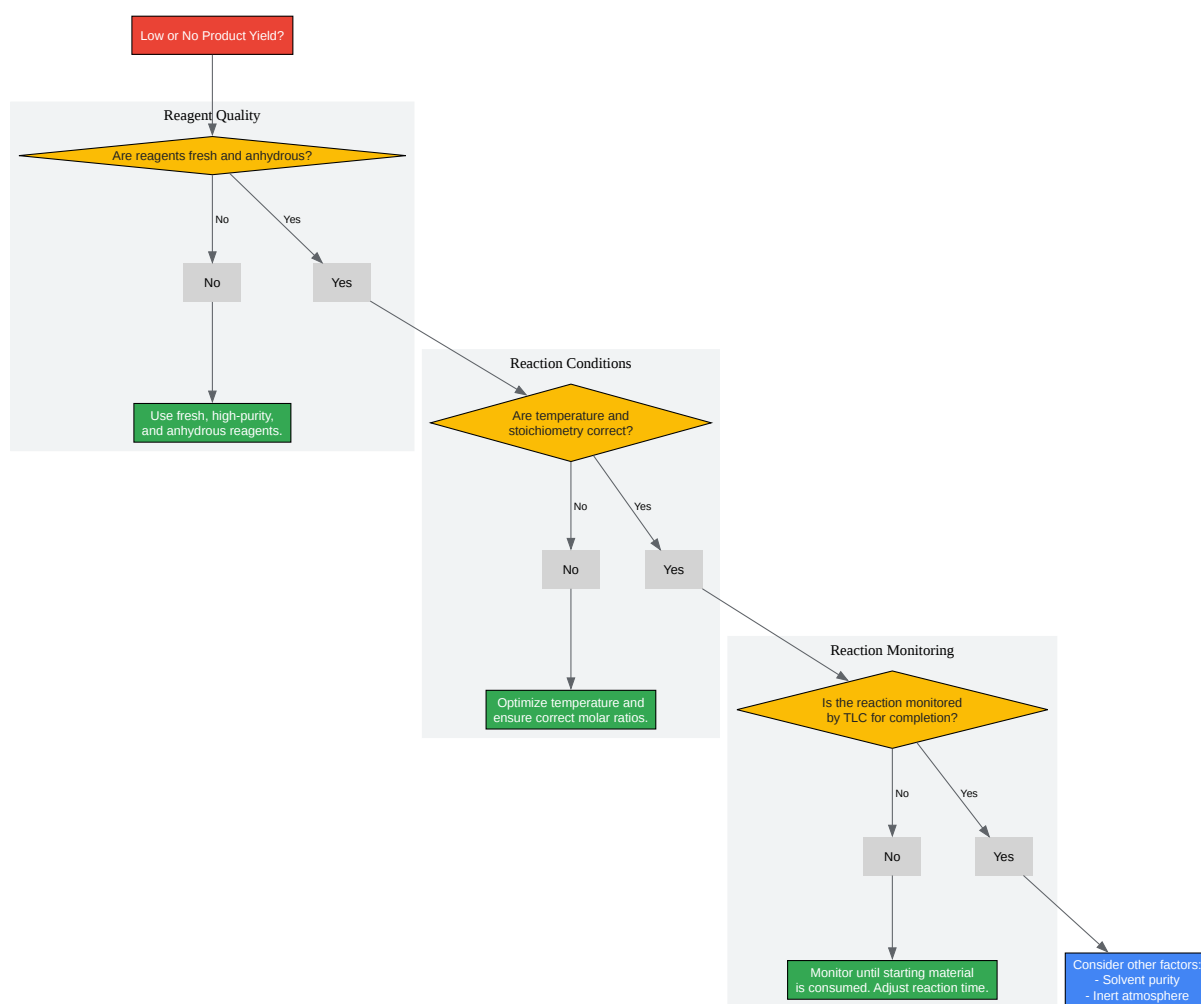 Low or No Product Yield?
Reagent Quality
Are reagents fresh and anhydrous?
No
Yes
No
Yes
Use fresh, high-purity,
and anhydrous reagents.
Reaction Conditions
Are temperature and
stoichiometry correct?
No
Yes
No
Yes
Optimize temperature and
ensure correct molar ratios.
Reaction Monitoring
Is the reaction monitored
by TLC for completion?
No
Yes
No
Yes
Monitor until starting material
is consumed. Adjust reaction time.
Consider other factors:
- Solvent purity
- Inert atmosphere